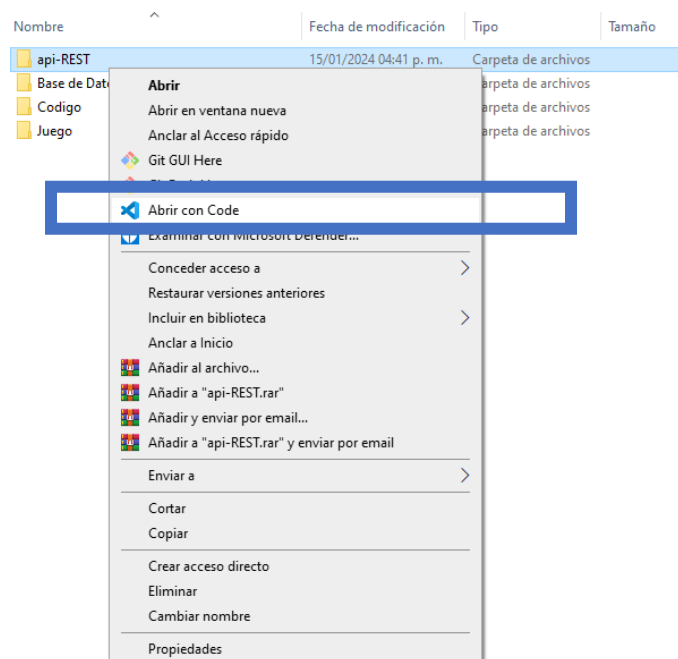 Nombre Fecha de modificación Tipo Tamaño
api-REST 15/01/2024 04:41 p. m. Carpeta de archivos
Base de Dat arpeta de archivos
Codigo arpeta de archivos
Juego arpeta de archivos
Abrir
Abrir en ventana nueva
Anclar al Acceso rápido
Git GUI Here
Abrir con Code
Examinar con Microsoft Defender...
Conceder acceso a
Restaurar versiones anteriores
Incluir en biblioteca
Anclar a Inicio
Añadir al archivo...
Añadir a "api-REST.rar"
Añadir y enviar por email...
Añadir a "api-REST.rar" y enviar por email
Enviar a
Cortar
Copiar
Crear acceso directo
Eliminar
Cambiar nombre
Propiedades